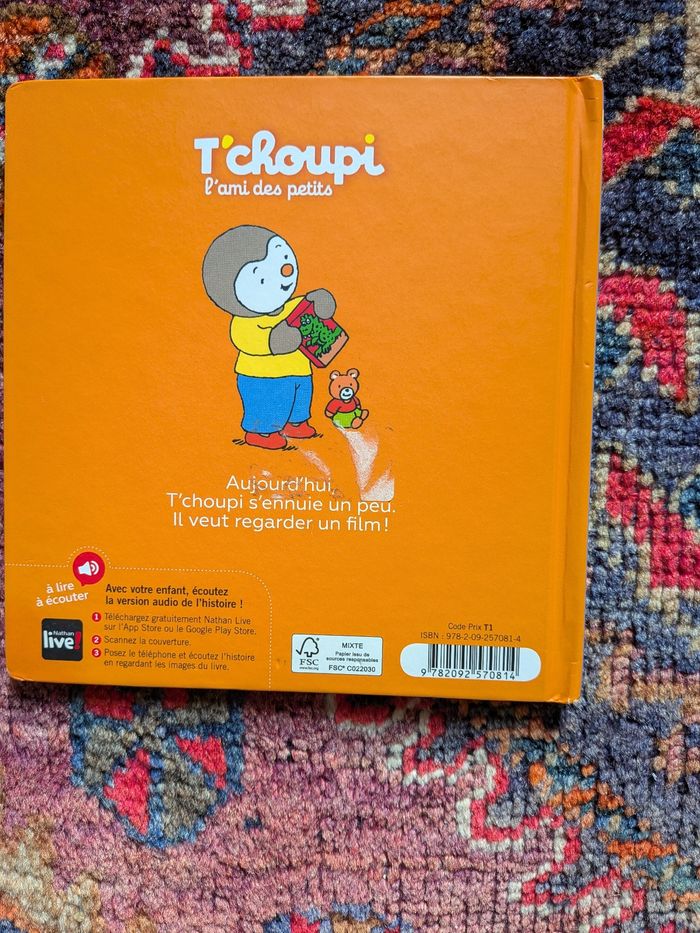 T'choupi
l'ami des petits
Aujourd'hui,
T'choupi s'ennuie un peu.
Il veut regarder un film !
à lire
à écouter
Avec votre enfant, écoutez
la version audio de l'histoire !
1 Téléchargez gratuitement Nathan Live
sur l'App Store ou le Google Play Store.
2 Scannez la couverture.
3 Posez le téléphone et écoutez l'histoire
en regardant les images du livre.
Nathan
live!
FSC
www.fsc.org
MIXTE
Papier issu de
sources responsables
FSC® C022030
Code Prix T1
ISBN : 978-2-09-257081-4
9 782092 570814